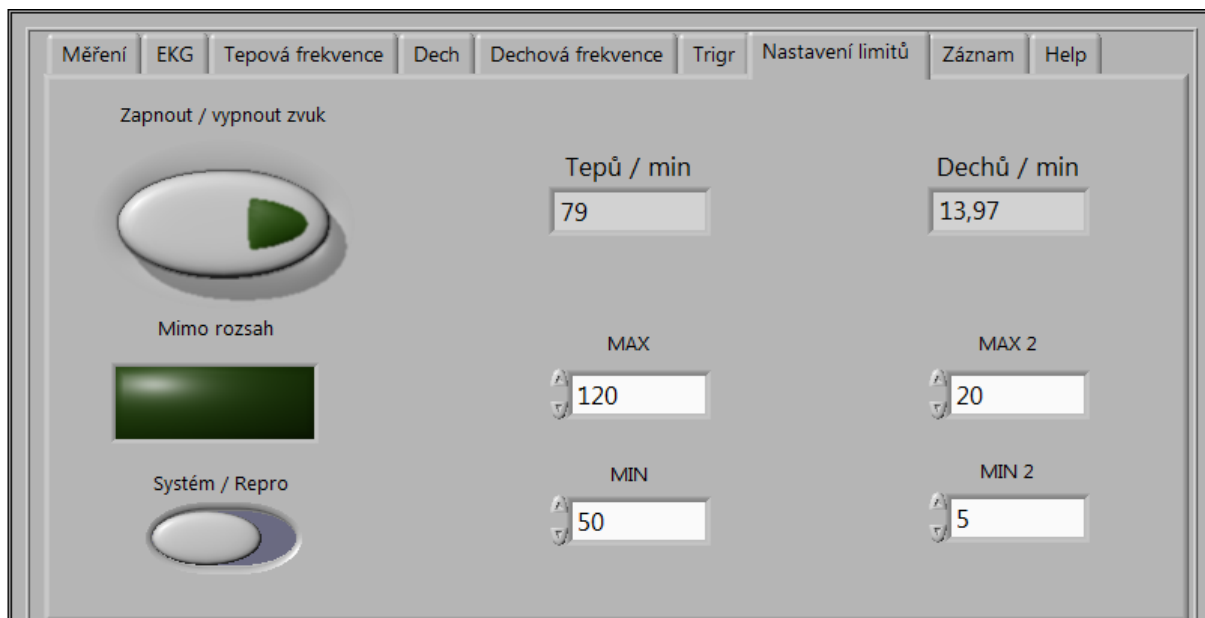 Měření EKG Tepová frekvence Dech Dechová frekvence Trigr Nastavení limitů Záznam Help
Zapnout / vypnout zvuk
Tepů / min Dechů / min
79 13,97
Mimo rozsah
MAX MAX 2
120 20
Systém / Repro
MIN MIN 2
50 5